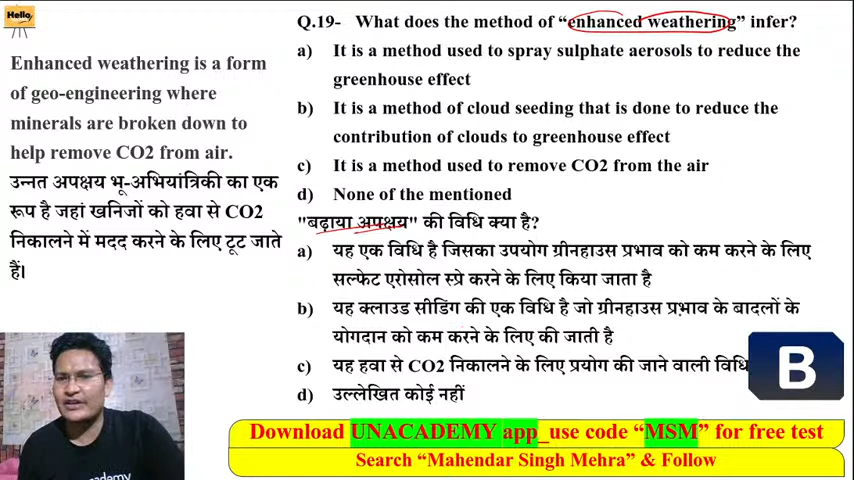 Hello
Enhanced weathering is a form
of geo-engineering where
minerals are broken down to
help remove CO2 from air.
उन्नत अपक्षय भू-अभियांत्रिकी का एक
रूप है जहां खनिजों को हवा से CO2
निकालने में मदद करने के लिए टूट जाते
हैं।
Q.19- What does the method of “enhanced weathering” infer?
a) It is a method used to spray sulphate aerosols to reduce the
greenhouse effect
b) It is a method of cloud seeding that is done to reduce the
contribution of clouds to greenhouse effect
c) It is a method used to remove CO2 from the air
d) None of the mentioned
"बढ़ाया अपक्षय" की विधि क्या है?
a) यह एक विधि है जिसका उपयोग ग्रीनहाउस प्रभाव को कम करने के लिए
सल्फेट एरोसोल स्प्रे करने के लिए किया जाता है
b) यह क्लाउड सीडिंग की एक विधि है जो ग्रीनहाउस प्रभाव के बादलों के
योगदान को कम करने के लिए की जाती है
c) यह हवा से CO2 निकालने के लिए प्रयोग की जाने वाली विधि
d) उल्लेखित कोई नहीं
B
Download UNACADEMY app_use code “MSM” for free test
Search “Mahendar Singh Mehra” & Follow